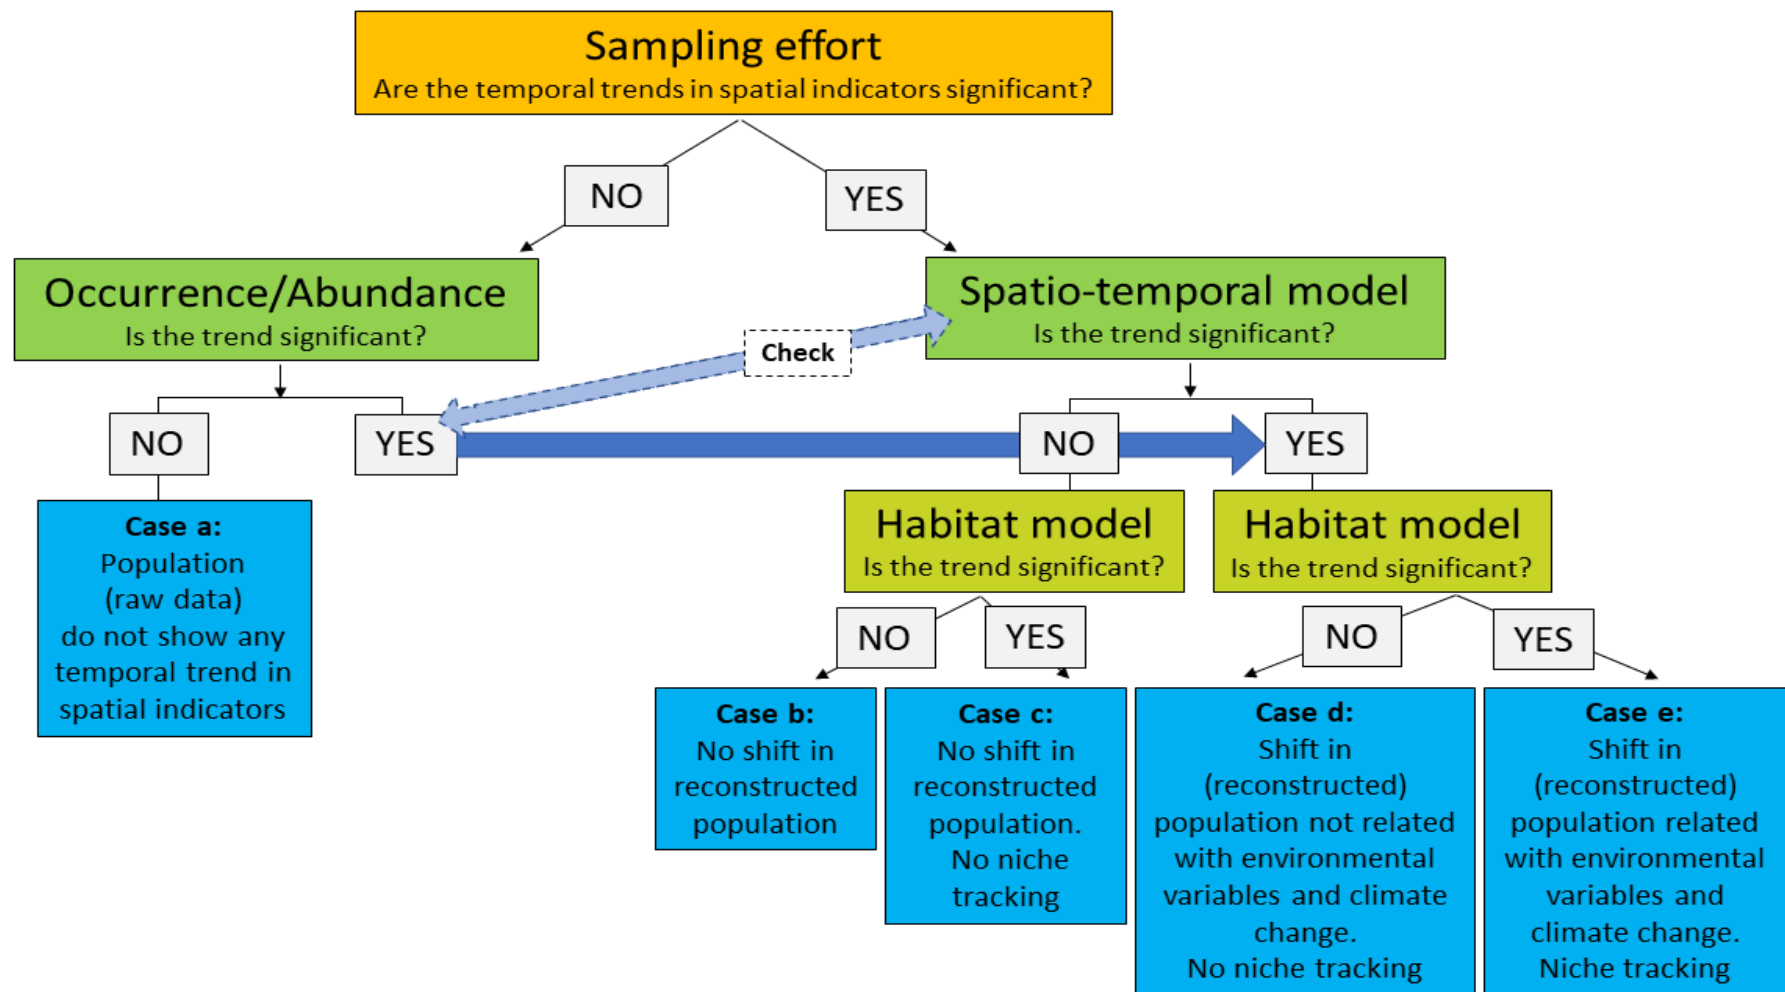 Sampling effort
Are the temporal trends in spatial indicators significant?
NO
YES
Occurrence/Abundance
Is the trend significant?
Spatio-temporal model
Is the trend significant?
Check
NO
YES
NO
YES
Case a:
Population
(raw data)
do not show any
temporal trend in
spatial indicators
Habitat model
Is the trend significant?
Habitat model
Is the trend significant?
NO
YES
NO
YES
Case b:
No shift in
reconstructed
population
Case c:
No shift in
reconstructed
population.
No niche
tracking
Case d:
Shift in
(reconstructed)
population not related
with environmental
variables and climate
change.
No niche tracking
Case e:
Shift in
(reconstructed)
population related
with environmental
variables and
climate change.
Niche tracking